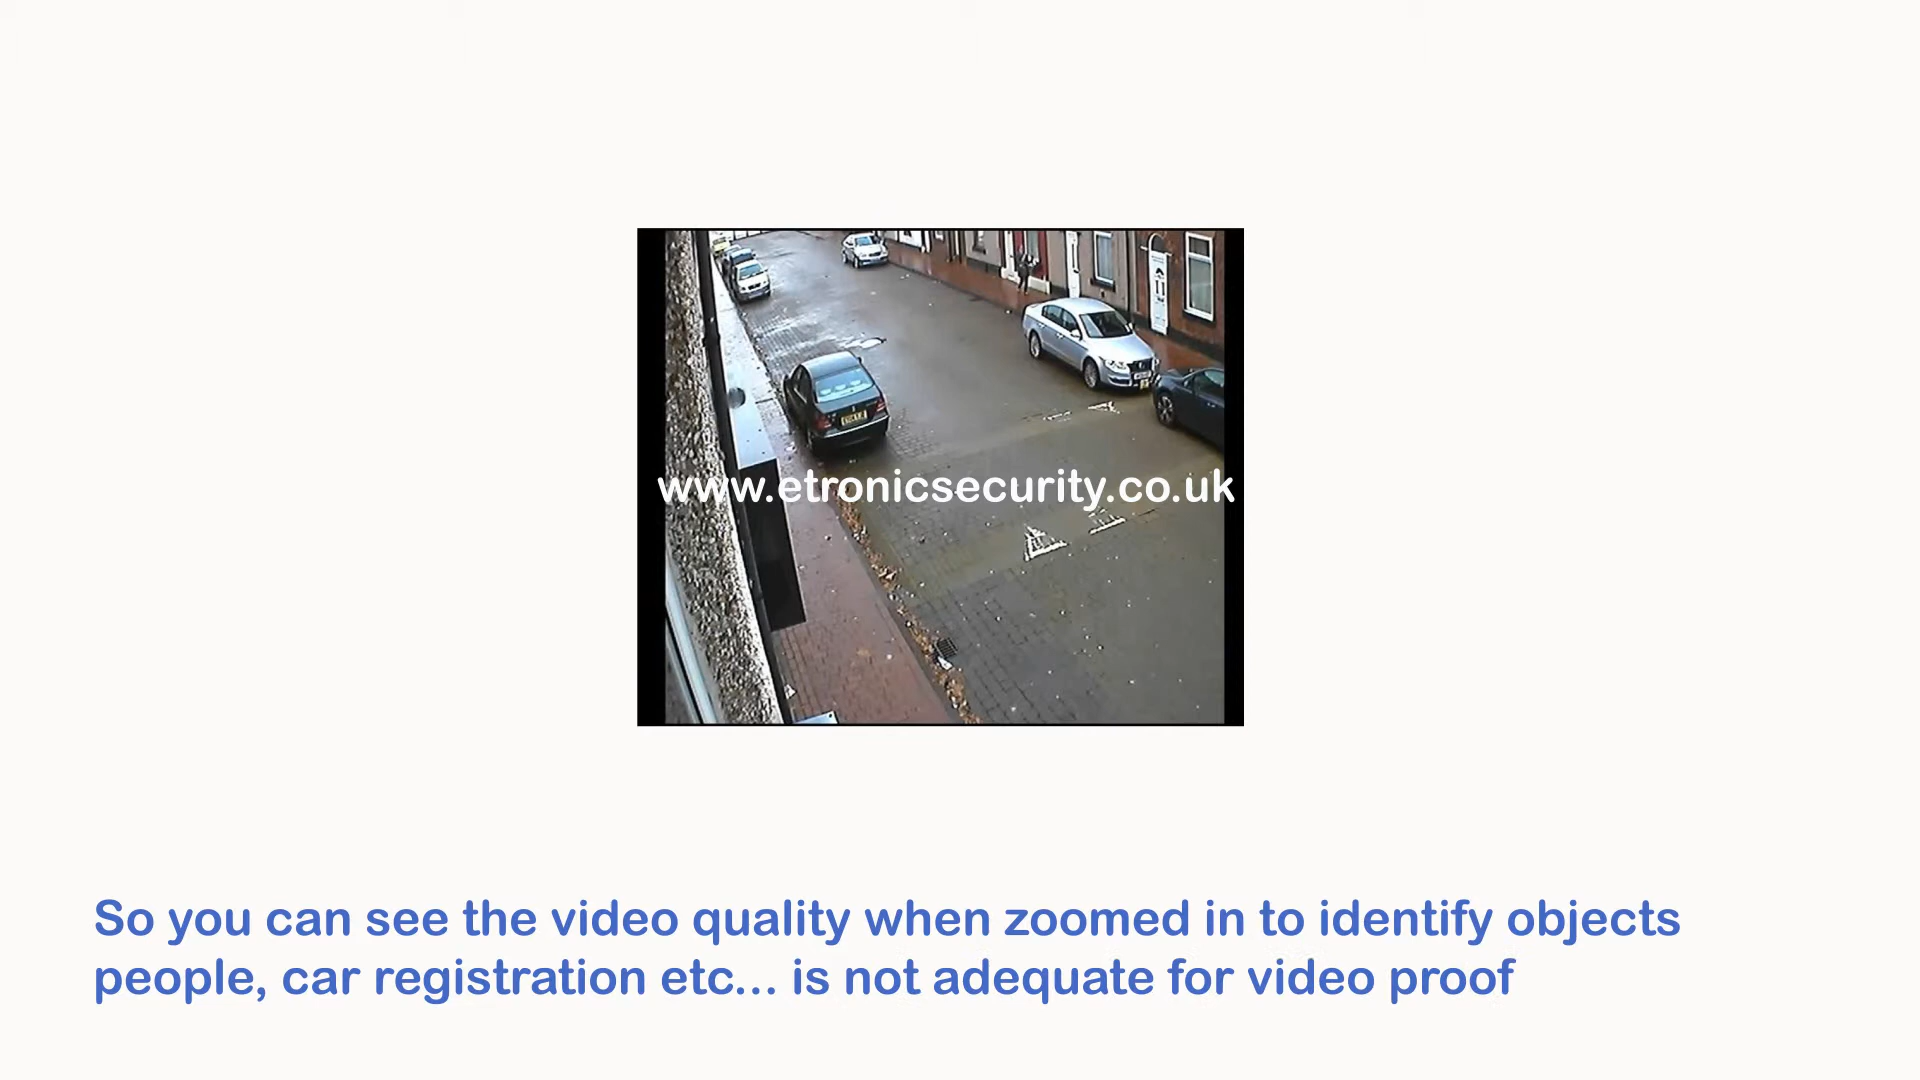 www.etronicsecurity.co.uk
So you can see the video quality when zoomed in to identify objects
people, car registration etc... is not adequate for video proof